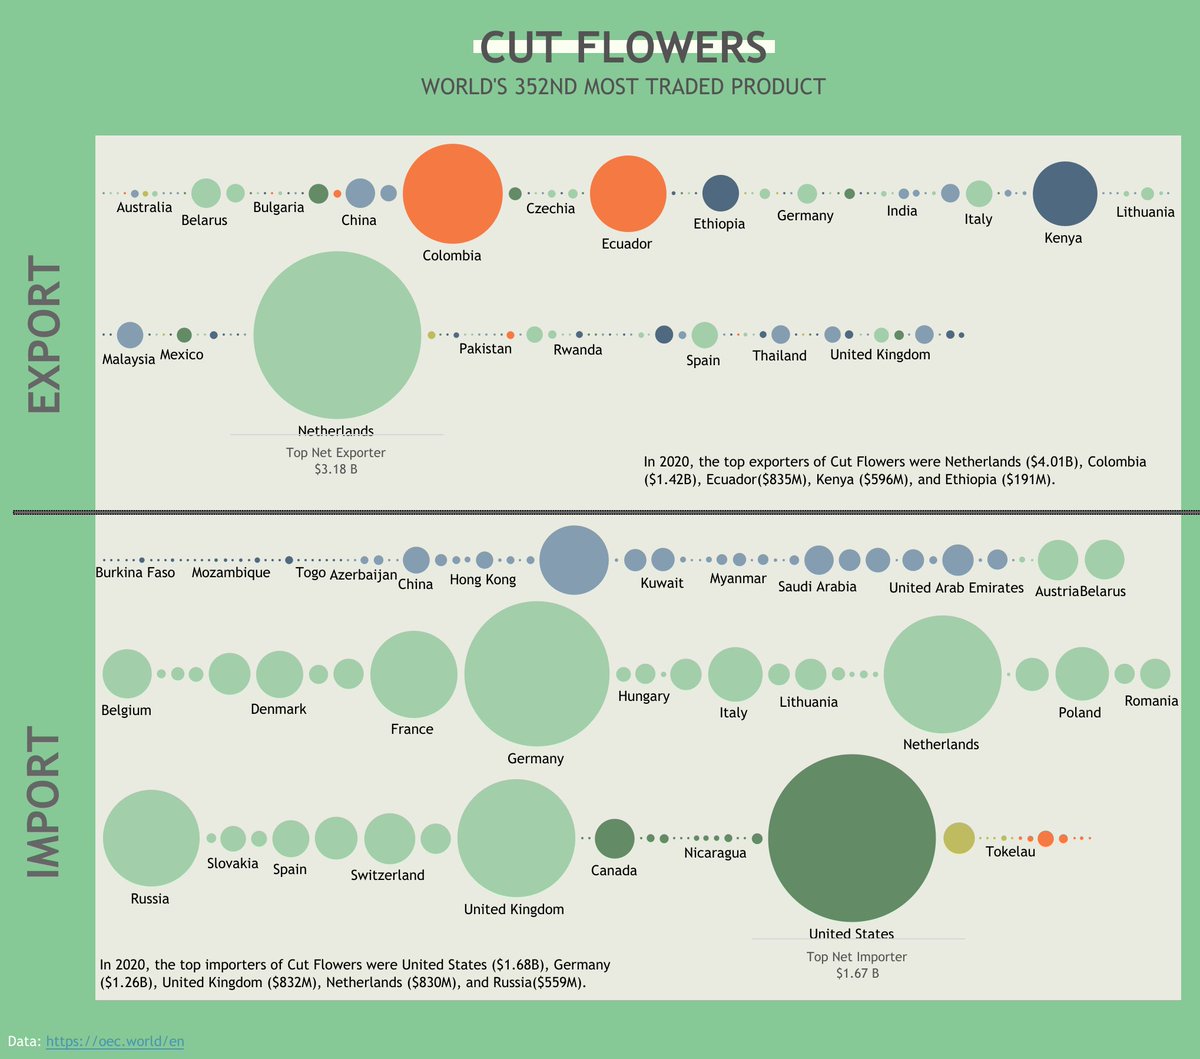 CUT FLOWERS
WORLD'S 352ND MOST TRADED PRODUCT
EXPORT
Australia
Belarus
Bulgaria
China
Colombia
Czechia
Ecuador
Ethiopia
Germany
India
Italy
Kenya
Lithuania
Malaysia
Mexico
Netherlands
Pakistan
Rwanda
Spain
Thailand
United Kingdom
Top Net Exporter
$3.18 B
In 2020, the top exporters of Cut Flowers were Netherlands ($4.01B), Colombia
($1.42B), Ecuador($835M), Kenya ($596M), and Ethiopia ($191M).
IMPORT
Burkina Faso
Mozambique
Togo
Azerbaijan
China
Hong Kong
Kuwait
Myanmar
Saudi Arabia
United Arab Emirates
Austria
Belarus
Belgium
Denmark
France
Germany
Hungary
Italy
Lithuania
Netherlands
Poland
Romania
Russia
Slovakia
Spain
Switzerland
United Kingdom
Canada
Nicaragua
United States
Tokelau
Top Net Importer
$1.67 B
In 2020, the top importers of Cut Flowers were United States ($1.68B), Germany
($1.26B), United Kingdom ($832M), Netherlands ($830M), and Russia($559M).
Data: https://oec.world/en